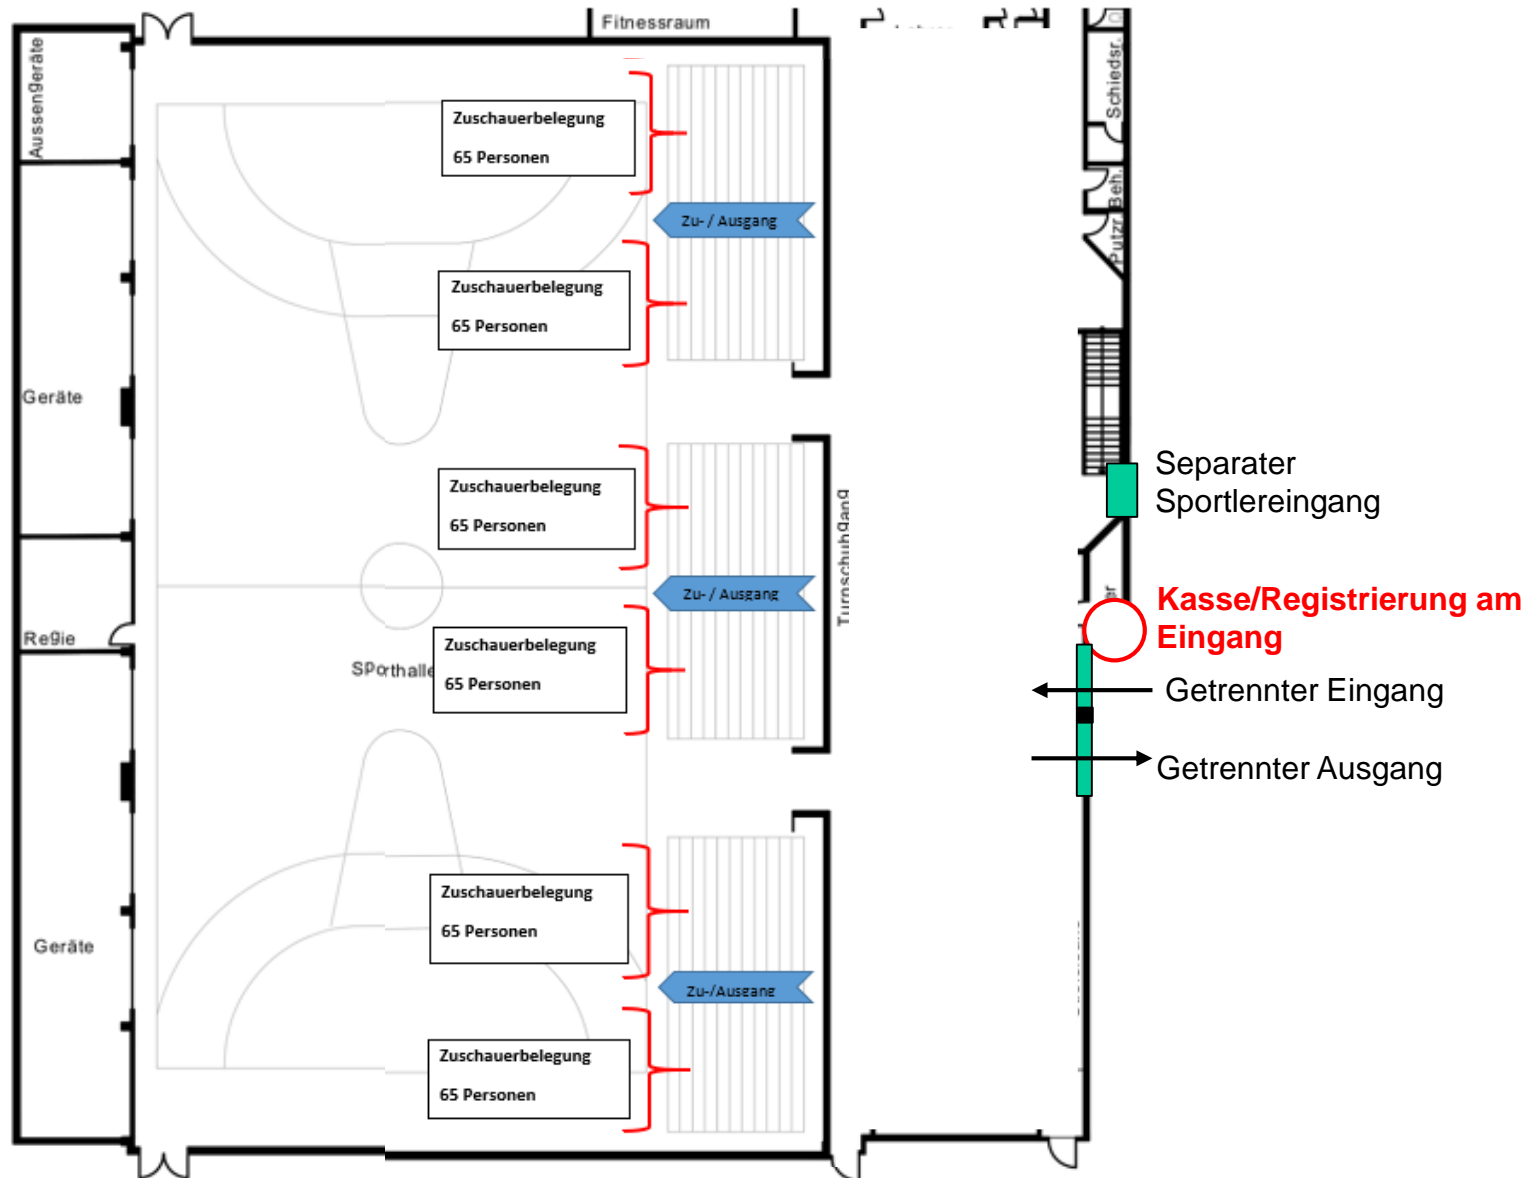 Fitnessraum
Aussengeräte
Schiedsr.
Zuschauerbelegung
65 Personen
Beh.
Zu- / Ausgang
Putzr.
Zuschauerbelegung
65 Personen
Geräte
Separater
Sportlereingang
Zuschauerbelegung
65 Personen
Turnschuhgang
Zu- / Ausgang
Kasse/Registrierung am
Eingang
Regie
Zuschauerbelegung
65 Personen
Sporthalle
Getrennter Eingang
Getrennter Ausgang
Zuschauerbelegung
65 Personen
Geräte
Zu-/Ausgang
Zuschauerbelegung
65 Personen